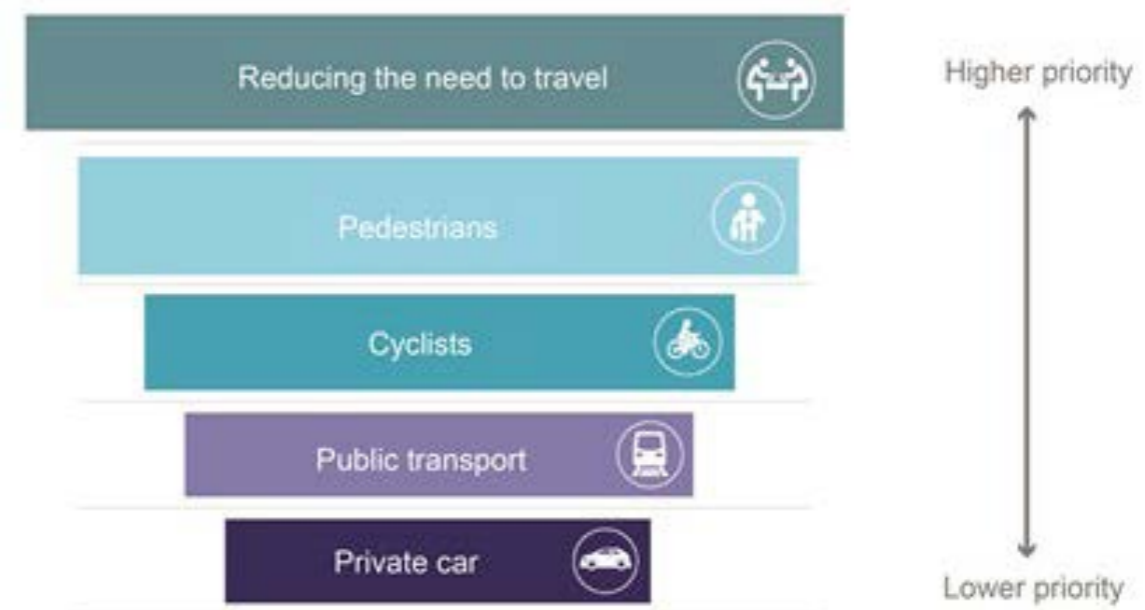 Reducing the need to travel
Higher priority
Pedestrians
Cyclists
Public transport
Private car
Lower priority